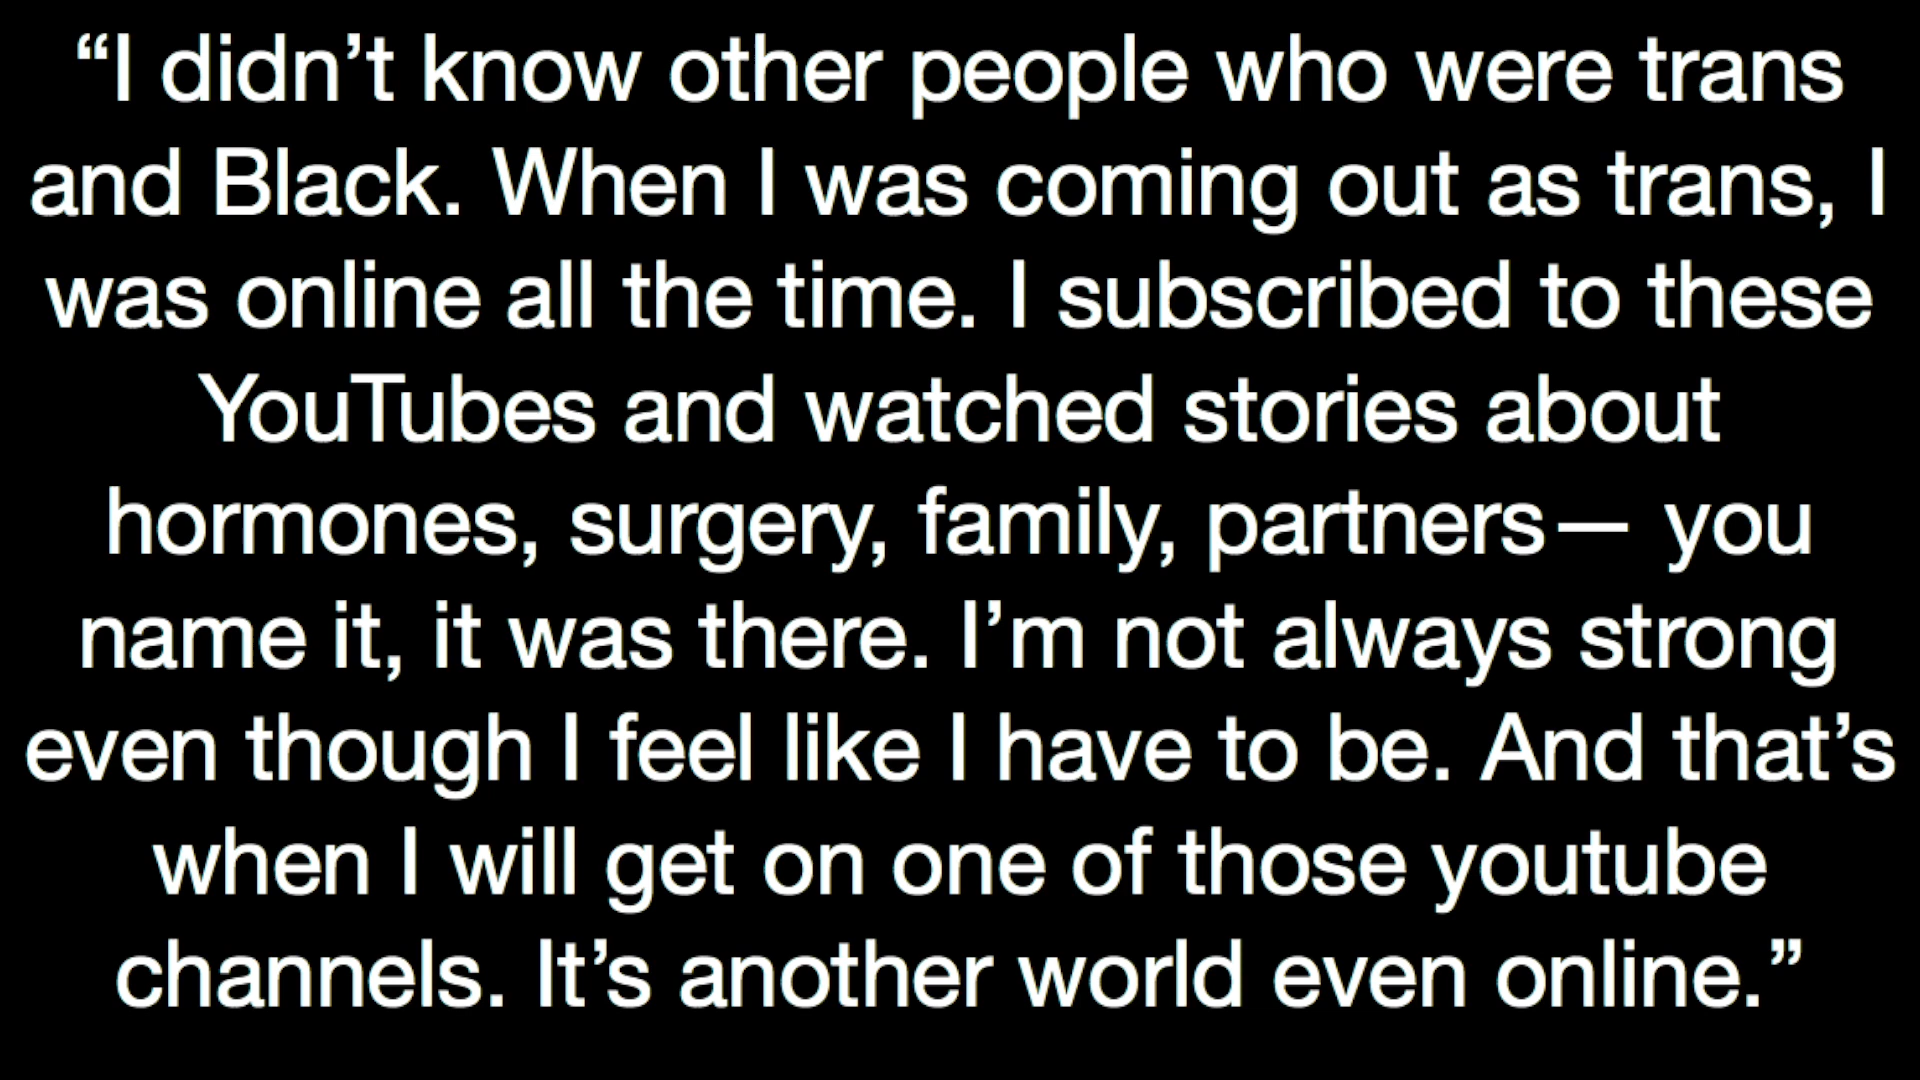 “I didn’t know other people who were trans
and Black. When I was coming out as trans, I
was online all the time. I subscribed to these
YouTubes and watched stories about
hormones, surgery, family, partners— you
name it, it was there. I’m not always strong
even though I feel like I have to be. And that’s
when I will get on one of those youtube
channels. It’s another world even online.”